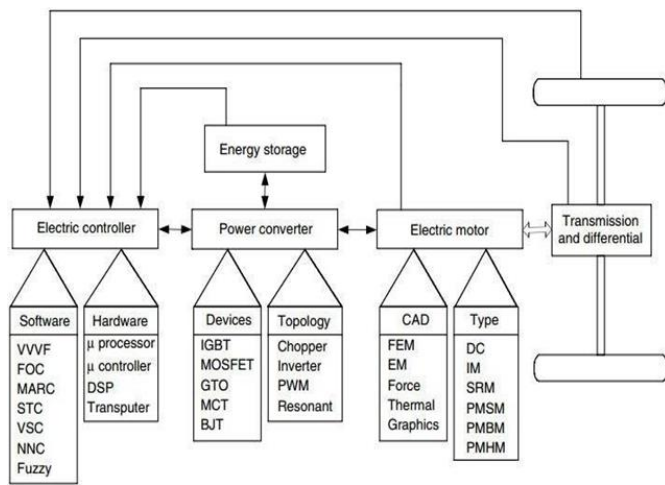 Energy storage
Electric controller
Power converter
Electric motor
Transmission
and differential
Software
VVVF
FOC
MARC
STC
VSC
NNC
Fuzzy
Hardware
μ processor
μ controller
DSP
Transputer
Devices
IGBT
MOSFET
GTO
MCT
BJT
Topology
Chopper
Inverter
PWM
Resonant
CAD
FEM
EM
Force
Thermal
Graphics
Type
DC
IM
SRM
PMSM
PMBM
PMHM